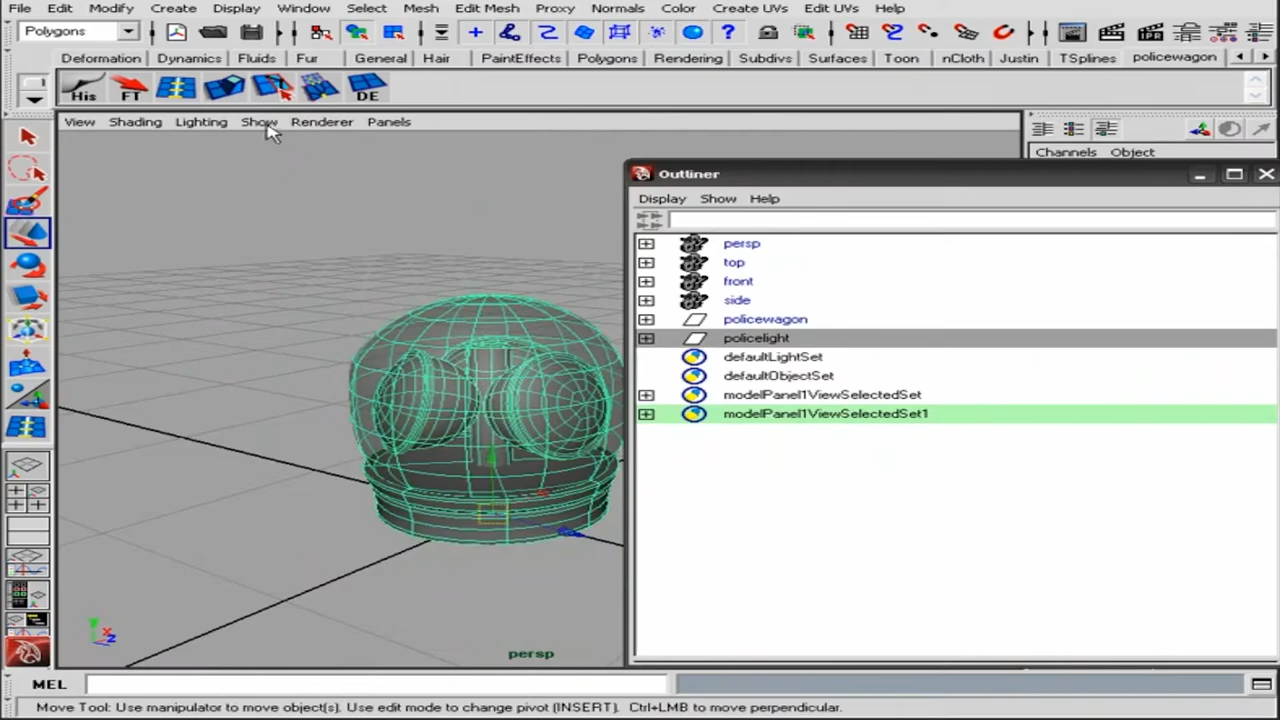 File Edit Modify Create Display Window Select Mesh Edit Mesh Proxy Normals Color Create UVs Edit UVs Help
Polygons
Deformation Dynamics Fluids Fur General Hair PaintEffects Polygons Rendering Subdivs Surfaces Toon nCloth Justin TSplines policewagon
His FT DE
View Shading Lighting Show Renderer Panels
Channels Object
Outliner
Display Show Help
persp
top
front
side
policewagon
policelight
defaultLightSet
defaultObjectSet
modelPanel1ViewSelectedSet
modelPanel1ViewSelectedSet1
y
x
z
persp
MEL
Move Tool: Use manipulator to move object(s). Use edit mode to change pivot (INSERT). Ctrl+LMB to move perpendicular.